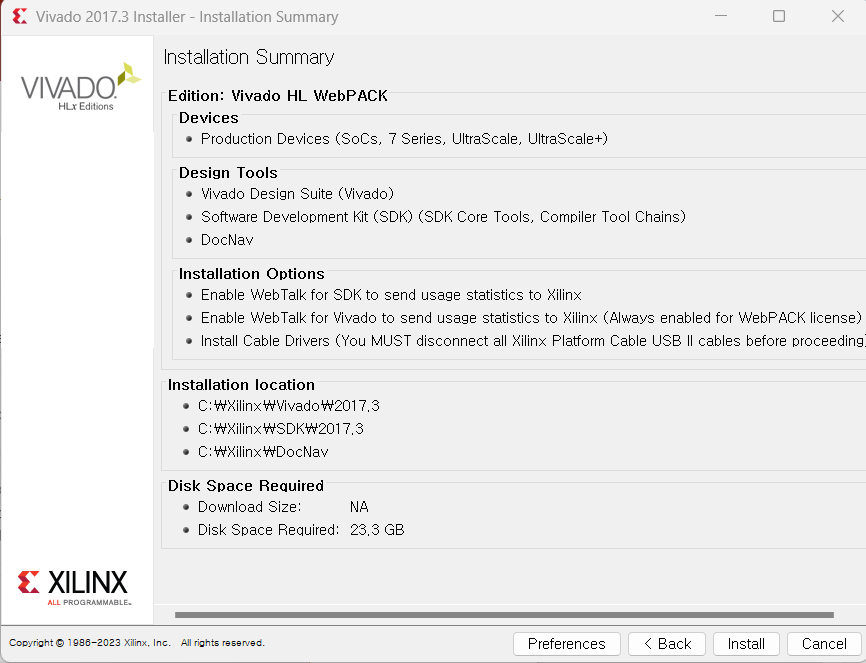 Vivado 2017.3 Installer - Installation Summary
VIVADO.
HLx Editions
Installation Summary
Edition: Vivado HL WebPACK
Devices
Production Devices (SoCs, 7 Series, UltraScale, UltraScale+)
Design Tools
Vivado Design Suite (Vivado)
Software Development Kit (SDK) (SDK Core Tools, Compiler Tool Chains)
DocNav
Installation Options
Enable WebTalk for SDK to send usage statistics to Xilinx
Enable WebTalk for Vivado to send usage statistics to Xilinx (Always enabled for WebPACK license)
Install Cable Drivers (You MUST disconnect all Xilinx Platform Cable USB II cables before proceeding)
Installation location
C:₩Xilinx₩Vivado₩2017.3
C:₩Xilinx₩SDK₩2017.3
C:₩Xilinx₩DocNav
Disk Space Required
Download Size: NA
Disk Space Required: 23.3 GB
XILINX
ALL PROGRAMMABLE™
Copyright © 1986-2023 Xilinx, Inc. All rights reserved.
Preferences
< Back
Install
Cancel